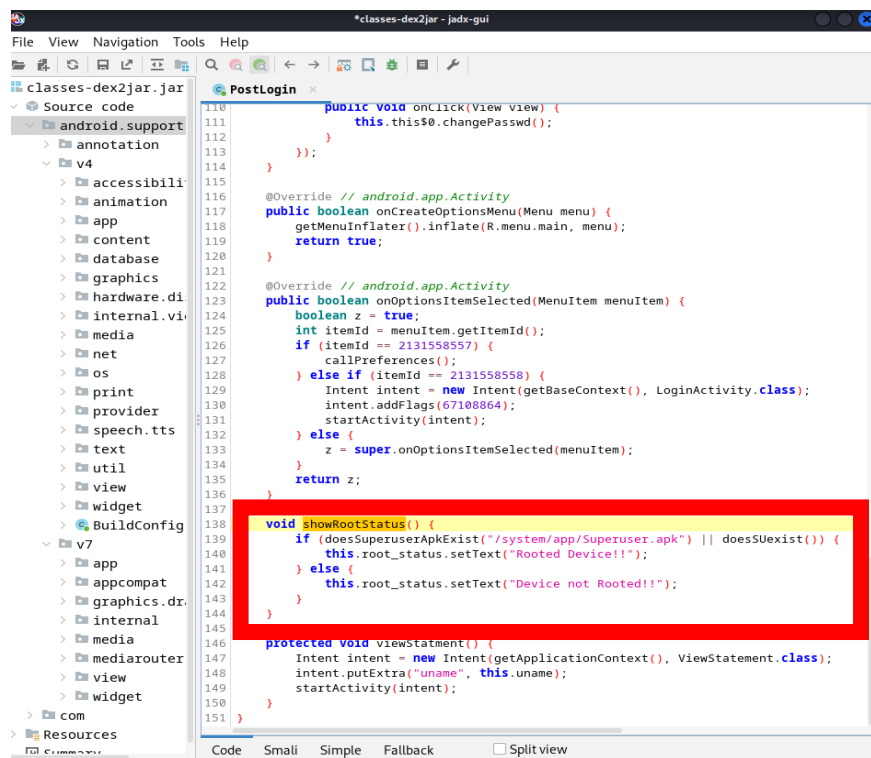 *classes-dex2jar - jadx-gui
File View Navigation Tools Help
classes-dex2jar.jar
Source code
android.support
annotation
v4
accessibili
animation
app
content
database
graphics
hardware.di
internal.vi
media
net
os
print
provider
speech.tts
text
util
view
widget
BuildConfig
v7
app
appcompat
graphics.dr
internal
media
mediarouter
view
widget
com
Resources
Summary
PostLogin
110 public void onClick(View view) {
111 this.this$0.changePasswd();
112 }
113 });
114 }
115
116 @Override // android.app.Activity
117 public boolean onCreateOptionsMenu(Menu menu) {
118 getMenuInflater().inflate(R.menu.main, menu);
119 return true;
120 }
121
122 @Override // android.app.Activity
123 public boolean onOptionsItemSelected(MenuItem menuItem) {
124 boolean z = true;
125 int itemId = menuItem.getItemId();
126 if (itemId == 2131558557) {
127 callPreferences();
128 } else if (itemId == 2131558558) {
129 Intent intent = new Intent(getBaseContext(), LoginActivity.class);
130 intent.addFlags(67108864);
131 startActivity(intent);
132 } else {
133 z = super.onOptionsItemSelected(menuItem);
134 }
135 return z;
136 }
137
138 void showRootStatus() {
139 if (doesSuperuserApkExist("/system/app/Superuser.apk") || doesSUexist()) {
140 this.root_status.setText("Rooted Device!!");
141 } else {
142 this.root_status.setText("Device not Rooted!!");
143 }
144 }
145
146 protected void viewStatment() {
147 Intent intent = new Intent(getApplicationContext(), ViewStatement.class);
148 intent.putExtra("uname", this.uname);
149 startActivity(intent);
150 }
151 }
Code Smali Simple Fallback Split view